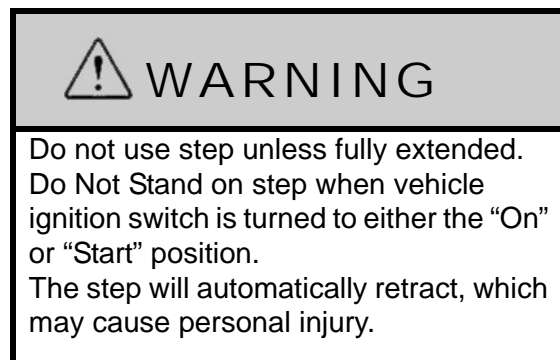 WARNING
Do not use step unless fully extended.
Do Not Stand on step when vehicle
ignition switch is turned to either the “On”
or “Start” position.
The step will automatically retract, which
may cause personal injury.